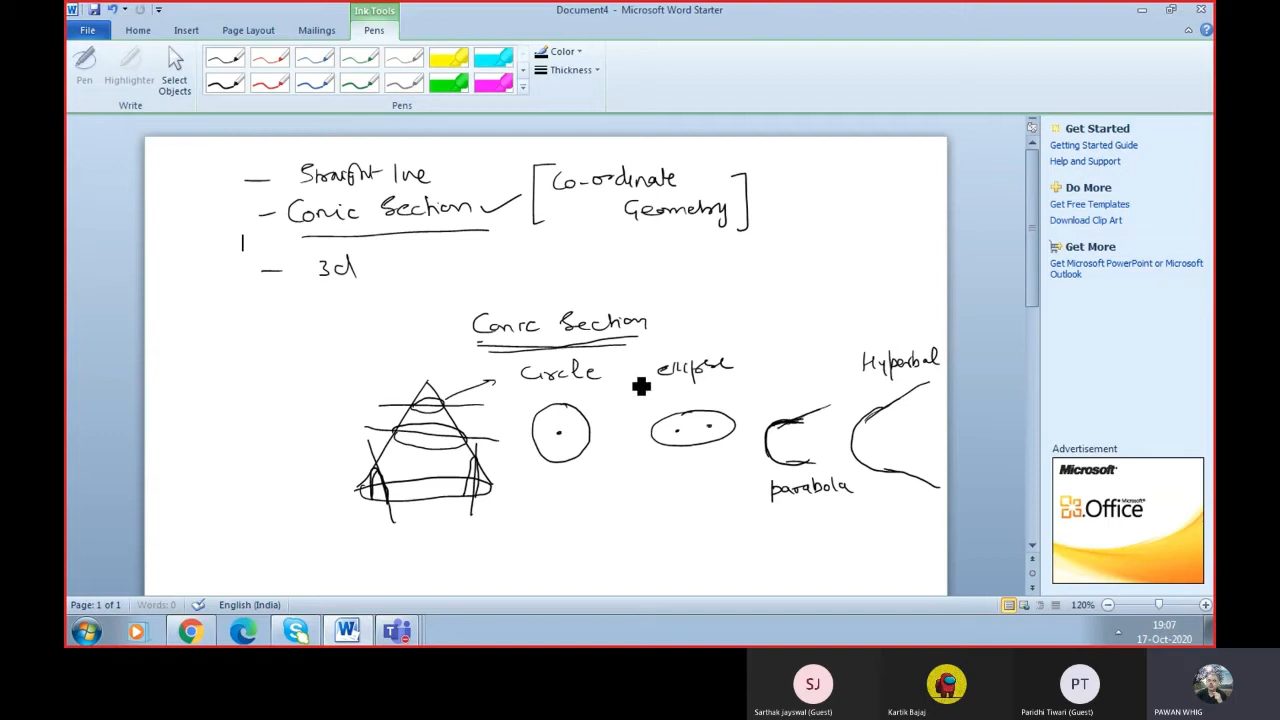 Ink Tools
Document4 - Microsoft Word Starter
File Home Insert Page Layout Mailings Pens
Pen Highlighter Select Objects
Color
Thickness
Write Pens
— Straight line
— Conic Section ✓
[Co-ordinate
Geometry]
— 3d
Conic Section
Circle ellipse Hyperbal
parabola
Get Started
Getting Started Guide
Help and Support
Do More
Get Free Templates
Download Clip Art
Get More
Get Microsoft PowerPoint or Microsoft
Outlook
Advertisement
Microsoft
Office
Microsoft
Page: 1 of 1 Words: 0 English (India) 120%
19:07
17-Oct-2020
SJ PT
Sarthak jayswal (Guest) Kartik Bajaj Paridhi Tiwari (Guest) PAWAN WHIG